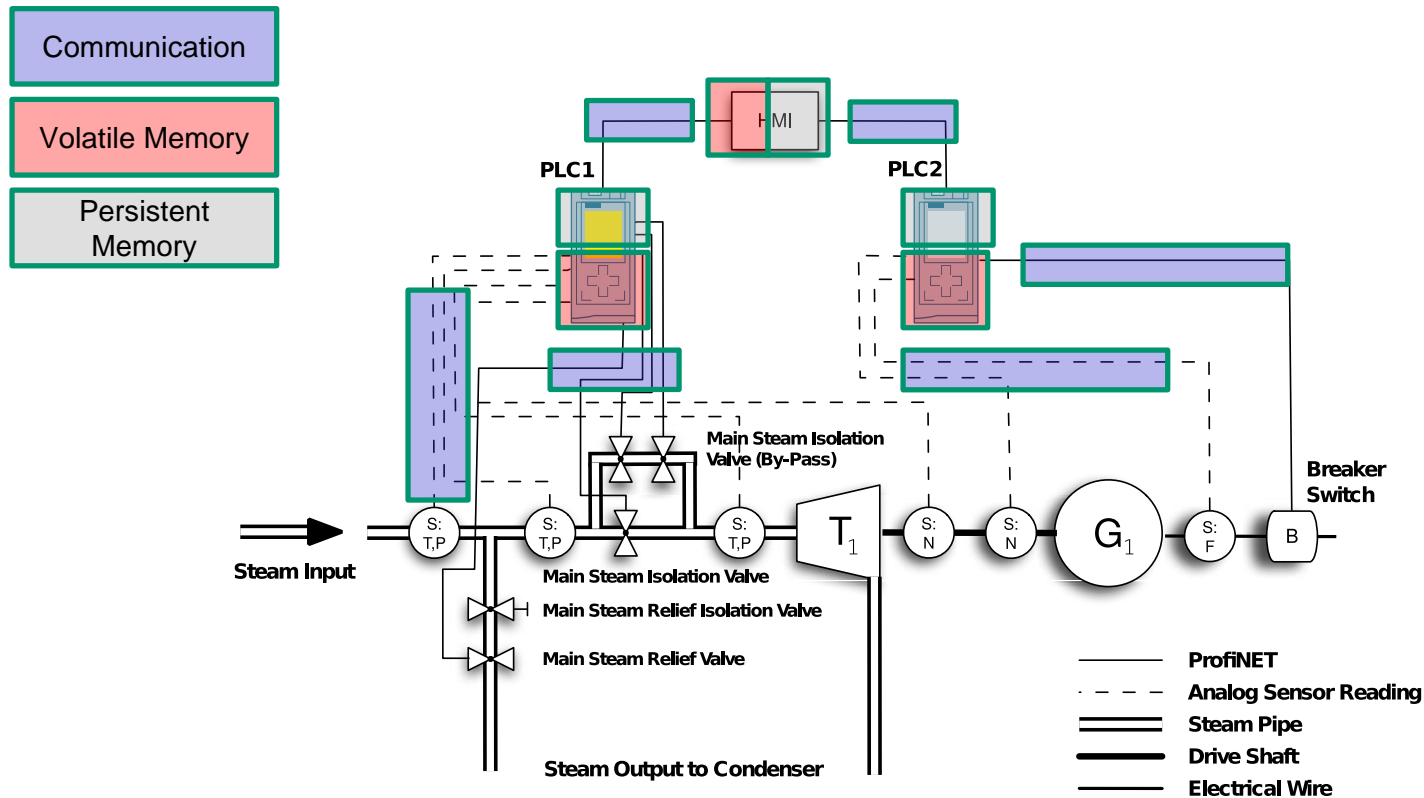 Communication
Volatile Memory
Persistent
Memory
HMI
PLC1
PLC2
Main Steam Isolation
Valve (By-Pass)
Breaker
Switch
S:
T,P
S:
T,P
S:
T,P
T1
S:
N
S:
N
G1
S:
F
B
Steam Input
Main Steam Isolation Valve
Main Steam Relief Isolation Valve
Main Steam Relief Valve
Steam Output to Condenser
ProfiNET
Analog Sensor Reading
Steam Pipe
Drive Shaft
Electrical Wire